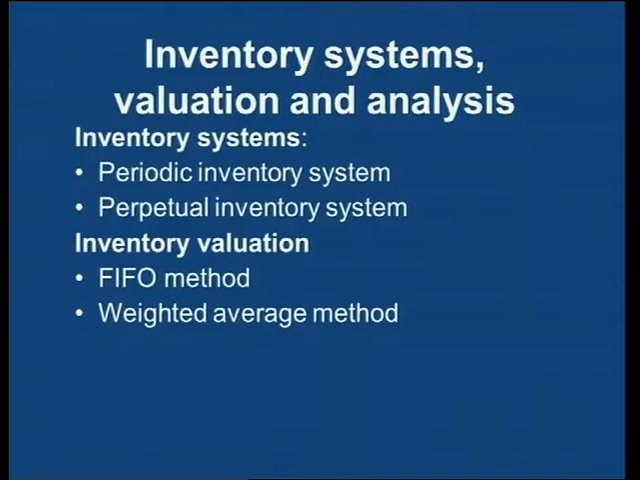 Inventory systems,
valuation and analysis
Inventory systems:
• Periodic inventory system
• Perpetual inventory system
Inventory valuation
• FIFO method
• Weighted average method